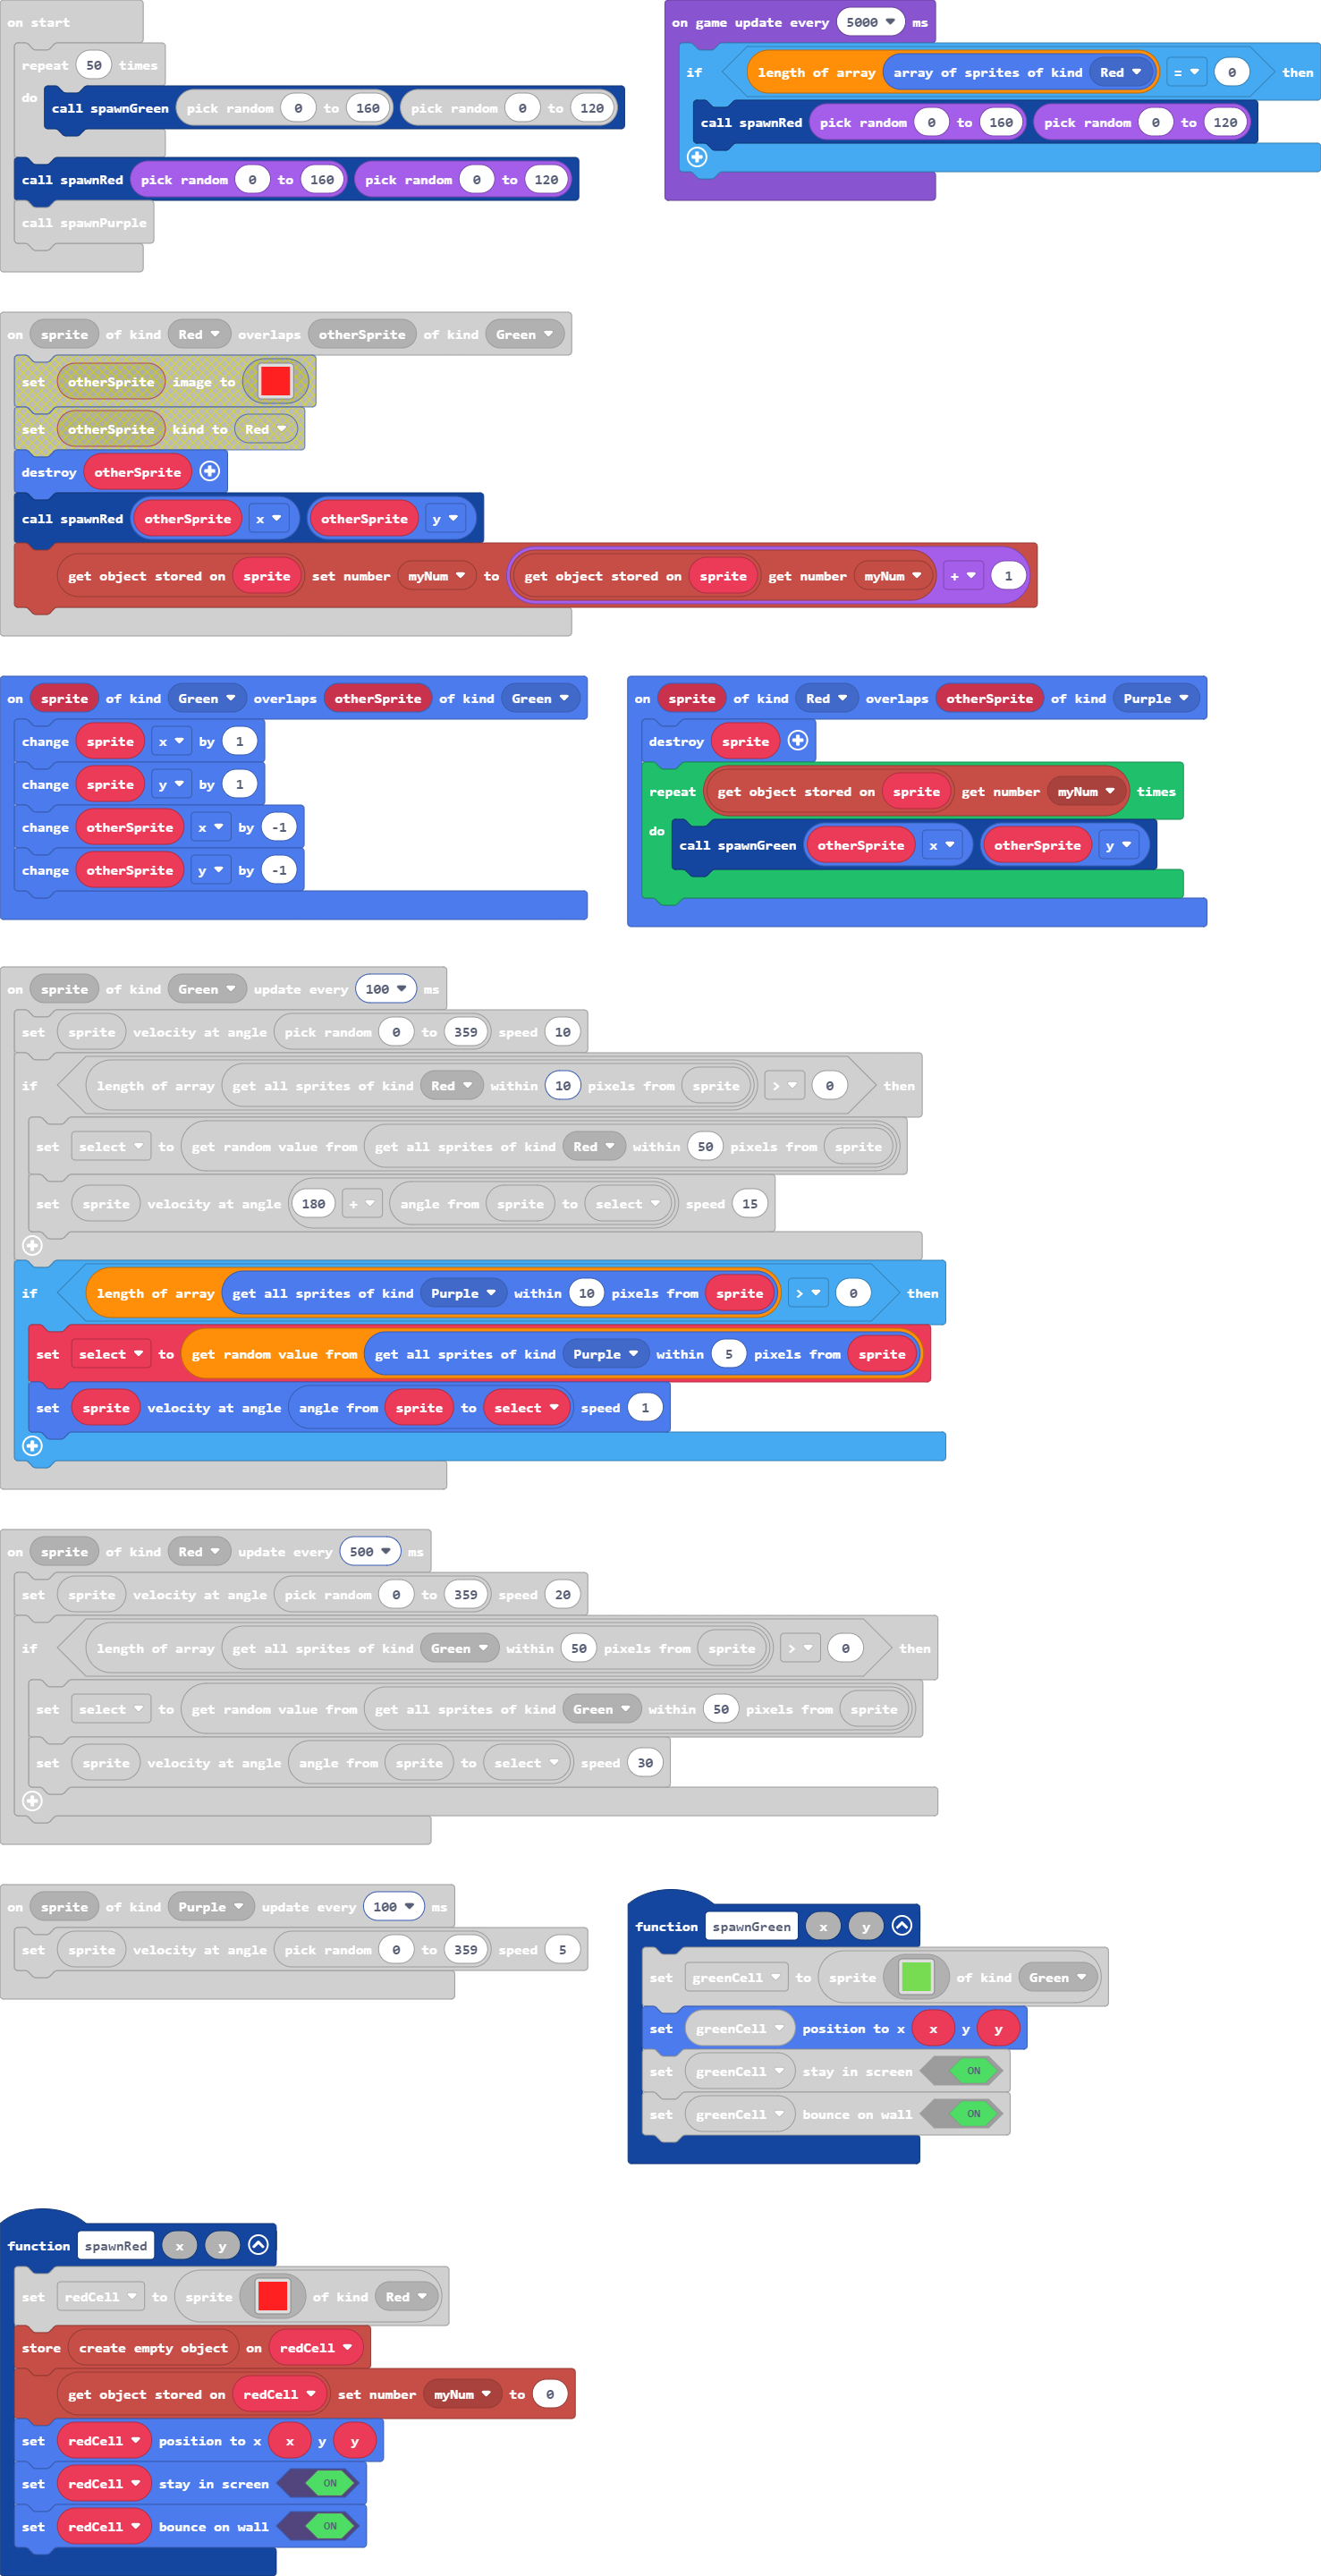 on start
repeat 50 times
do call spawnGreen pick random 0 to 160 pick random 0 to 120
call spawnRed pick random 0 to 160 pick random 0 to 120
call spawnPurple
on game update every 5000 ms
if length of array array of sprites of kind Red = 0 then
call spawnRed pick random 0 to 160 pick random 0 to 120
on sprite of kind Red overlaps otherSprite of kind Green
set otherSprite image to
set otherSprite kind to Red
destroy otherSprite
call spawnRed otherSprite x otherSprite y
get object stored on sprite set number myNum to get object stored on sprite get number myNum + 1
on sprite of kind Green overlaps otherSprite of kind Green
change sprite x by 1
change sprite y by 1
change otherSprite x by -1
change otherSprite y by -1
on sprite of kind Red overlaps otherSprite of kind Purple
destroy sprite
repeat get object stored on sprite get number myNum times
do call spawnGreen otherSprite x otherSprite y
on sprite of kind Green update every 100 ms
set sprite velocity at angle pick random 0 to 359 speed 10
if length of array get all sprites of kind Red within 10 pixels from sprite > 0 then
set select to get random value from get all sprites of kind Red within 50 pixels from sprite
set sprite velocity at angle 180 + angle from sprite to select speed 15
if length of array get all sprites of kind Purple within 10 pixels from sprite > 0 then
set select to get random value from get all sprites of kind Purple within 5 pixels from sprite
set sprite velocity at angle angle from sprite to select speed 1
on sprite of kind Red update every 500 ms
set sprite velocity at angle pick random 0 to 359 speed 20
if length of array get all sprites of kind Green within 50 pixels from sprite > 0 then
set select to get random value from get all sprites of kind Green within 50 pixels from sprite
set sprite velocity at angle angle from sprite to select speed 30
on sprite of kind Purple update every 100 ms
set sprite velocity at angle pick random 0 to 359 speed 5
function spawnGreen x y
set greenCell to sprite of kind Green
set greenCell position to x x y y
set greenCell stay in screen ON
set greenCell bounce on wall ON
function spawnRed x y
set redCell to sprite of kind Red
store create empty object on redCell
get object stored on redCell set number myNum to 0
set redCell position to x x y y
set redCell stay in screen ON
set redCell bounce on wall ON